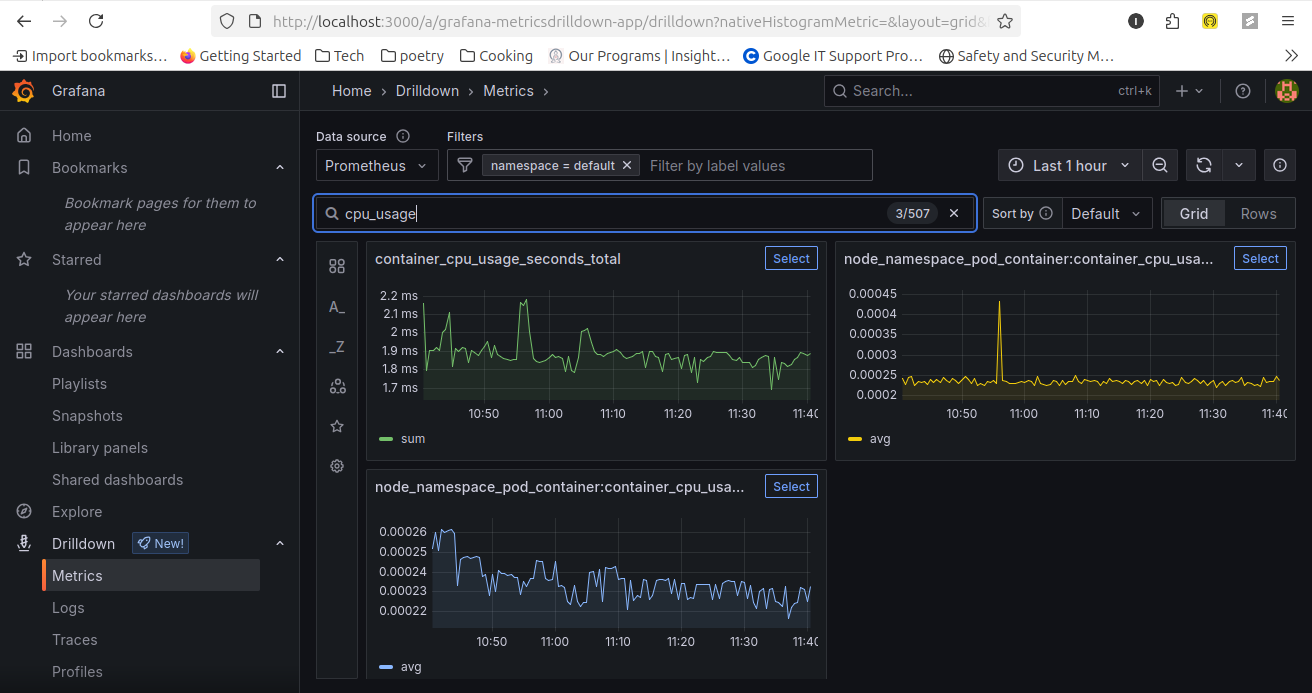 http://localhost:3000/a/grafana-metricsdrilldown-app/drilldown?nativeHistogramMetric=&layout=grid&
Import bookmarks… Getting Started Tech poetry Cooking Our Programs | Insight… Google IT Support Pro… Safety and Security M…
Grafana
Home › Drilldown › Metrics ›
Search... ctrl+k
Home
Bookmarks
Bookmark pages for them to
appear here
Starred
Your starred dashboards will
appear here
Dashboards
Playlists
Snapshots
Library panels
Shared dashboards
Explore
Drilldown New!
Metrics
Logs
Traces
Profiles
Data source Filters
Prometheus namespace = default Filter by label values Last 1 hour
cpu_usage 3/507 Sort by Default Grid Rows
A_
_Z
container_cpu_usage_seconds_total Select
2.2 ms
2.1 ms
2 ms
1.9 ms
1.8 ms
1.7 ms
10:50 11:00 11:10 11:20 11:30 11:40
sum
node_namespace_pod_container:container_cpu_usa... Select
0.00045
0.0004
0.00035
0.0003
0.00025
0.0002
10:50 11:00 11:10 11:20 11:30 11:40
avg
node_namespace_pod_container:container_cpu_usa... Select
0.00026
0.00025
0.00024
0.00023
0.00022
10:50 11:00 11:10 11:20 11:30 11:40
avg